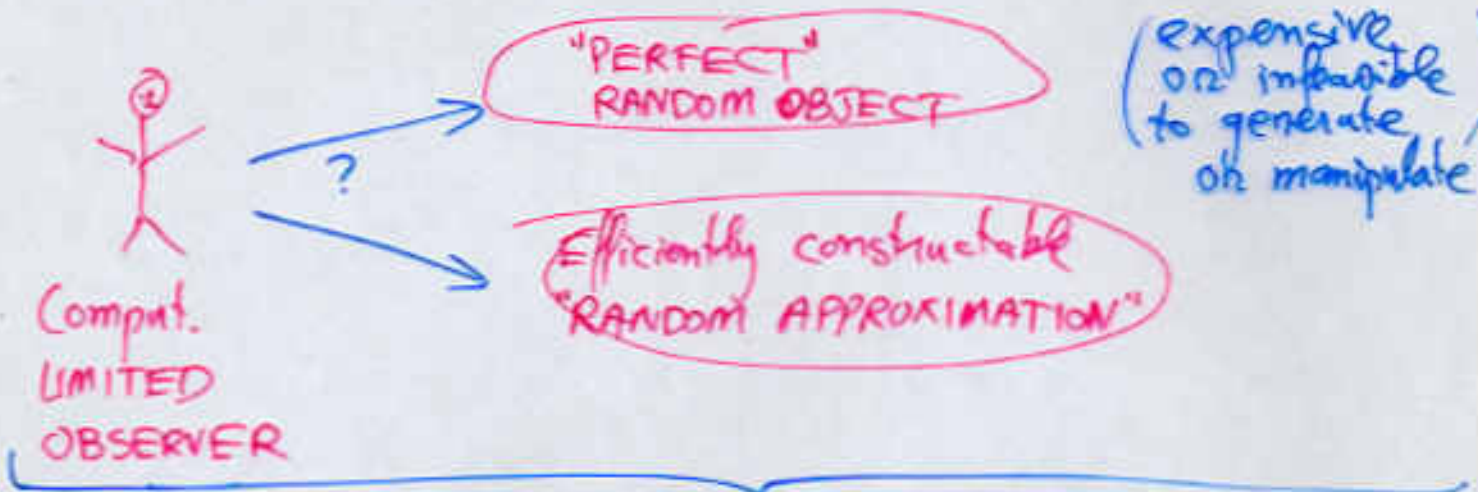 "PERFECT"
RANDOM OBJECT
(expensive
or infeasible
to generate
or manipulate)
?
Efficiently constructable
"RANDOM APPROXIMATION"
Comput.
LIMITED
OBSERVER